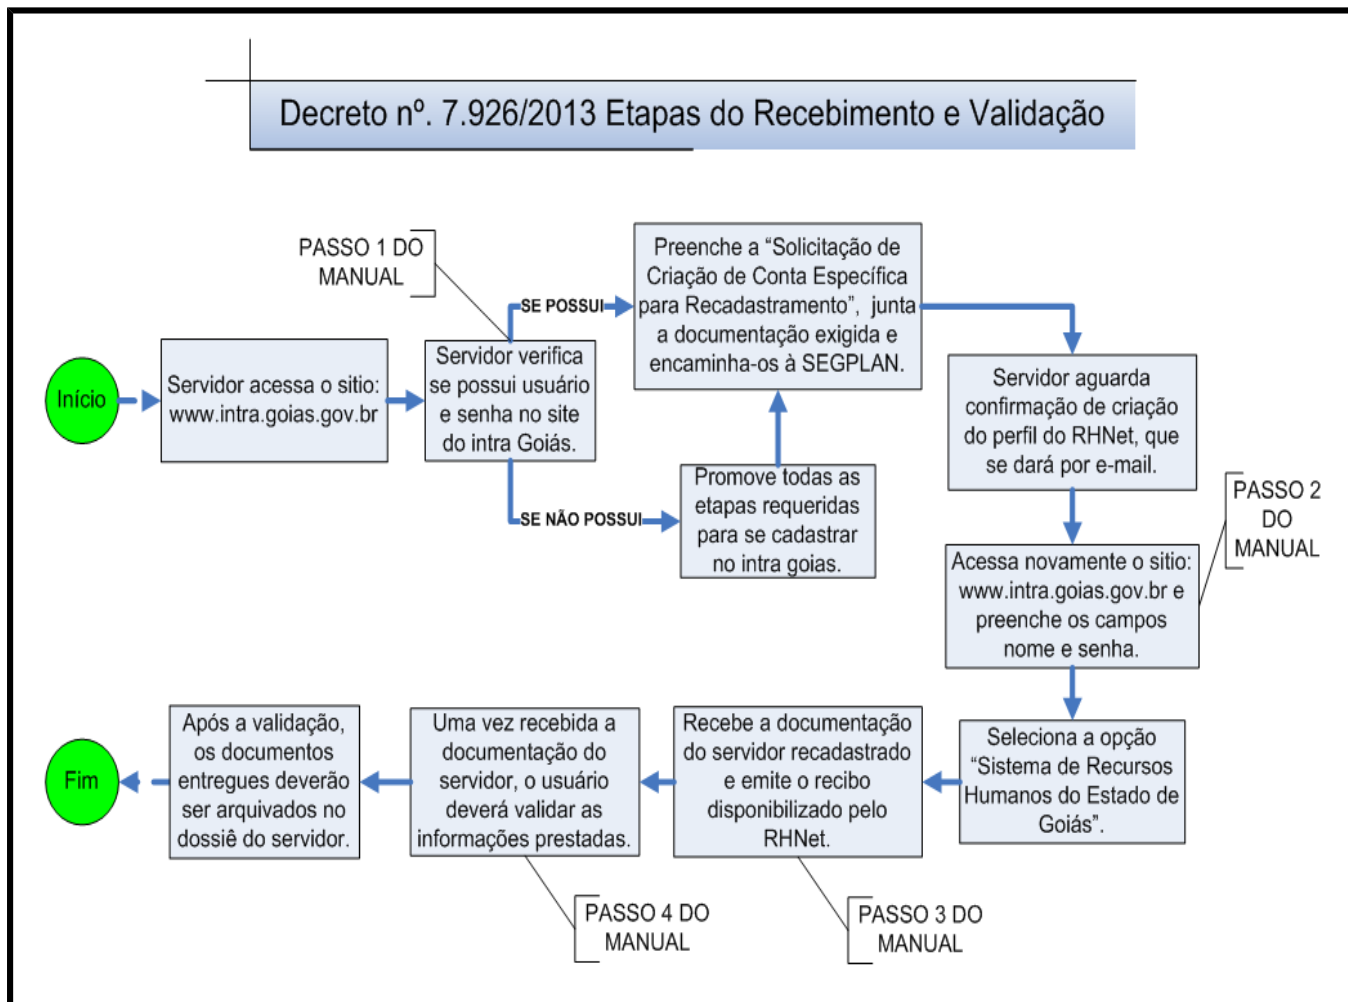 Decreto nº. 7.926/2013 Etapas do Recebimento e Validação
Início
Servidor acessa o sitio:
www.intra.goias.gov.br
PASSO 1 DO
MANUAL
Servidor verifica
se possui usuário
e senha no site
do intra Goiás.
SE POSSUI
Preenche a “Solicitação de
Criação de Conta Específica
para Recadastramento”, junta
a documentação exigida e
encaminha-os à SEGPLAN.
SE NÃO POSSUI
Promove todas as
etapas requeridas
para se cadastrar
no intra goias.
Servidor aguarda
confirmação de criação
do perfil do RHNet, que
se dará por e-mail.
PASSO 2
DO
MANUAL
Acessa novamente o sitio:
www.intra.goias.gov.br e
preenche os campos
nome e senha.
Seleciona a opção
“Sistema de Recursos
Humanos do Estado de
Goiás”.
Recebe a documentação
do servidor recadastrado
e emite o recibo
disponibilizado pelo
RHNet.
PASSO 3 DO
MANUAL
Uma vez recebida a
documentação do
servidor, o usuário
deverá validar as
informações prestadas.
PASSO 4 DO
MANUAL
Após a validação,
os documentos
entregues deverão
ser arquivados no
dossiê do servidor.
Fim